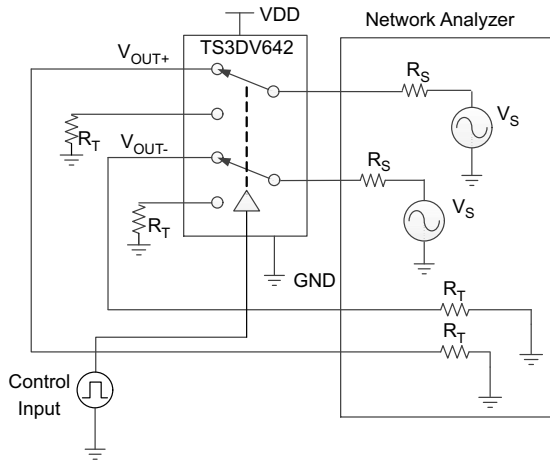 VDD
Network Analyzer
TS3DV642
VOUT+
RS
VS
RT
VOUT-
RS
VS
RT
GND
RT
RT
Control
Input